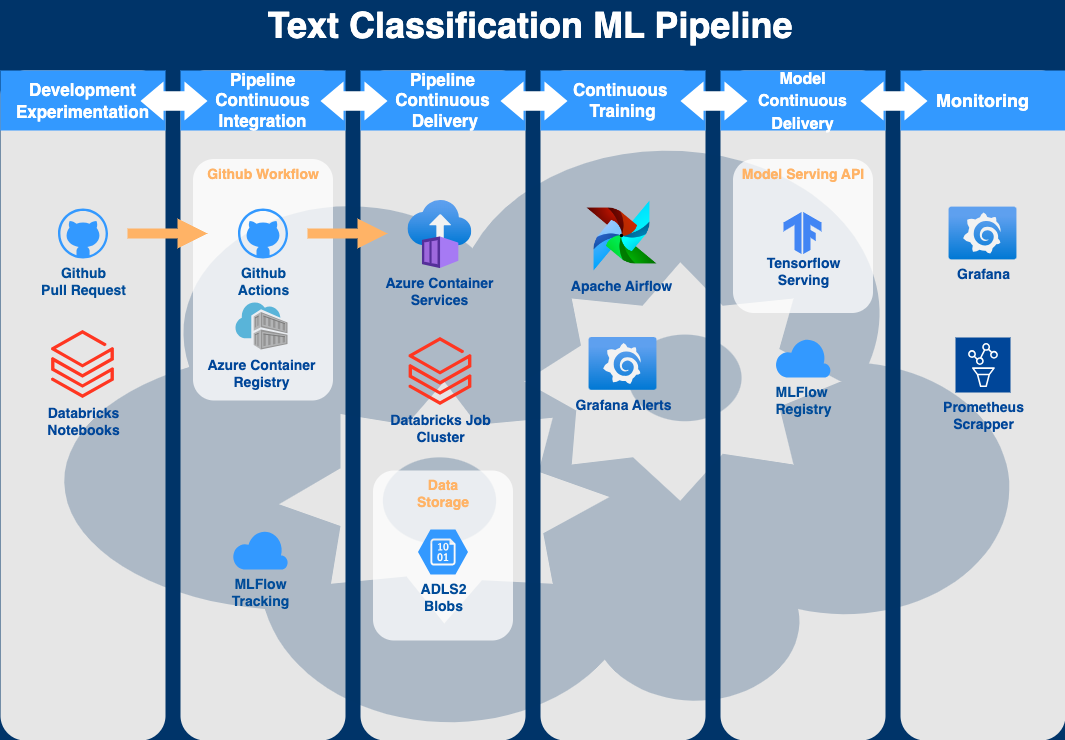 Text Classification ML Pipeline
Development
Experimentation
Pipeline
Continuous
Integration
Pipeline
Continuous
Delivery
Continuous
Training
Model
Continuous
Delivery
Monitoring
Github
Pull Request
Databricks
Notebooks
Github Workflow
Github
Actions
Azure Container
Registry
MLFlow
Tracking
Azure Container
Services
Databricks Job
Cluster
Data
Storage
10
01
ADLS2
Blobs
Apache Airflow
Grafana Alerts
Model Serving API
Tensorflow
Serving
MLFlow
Registry
Grafana
Prometheus
Scrapper